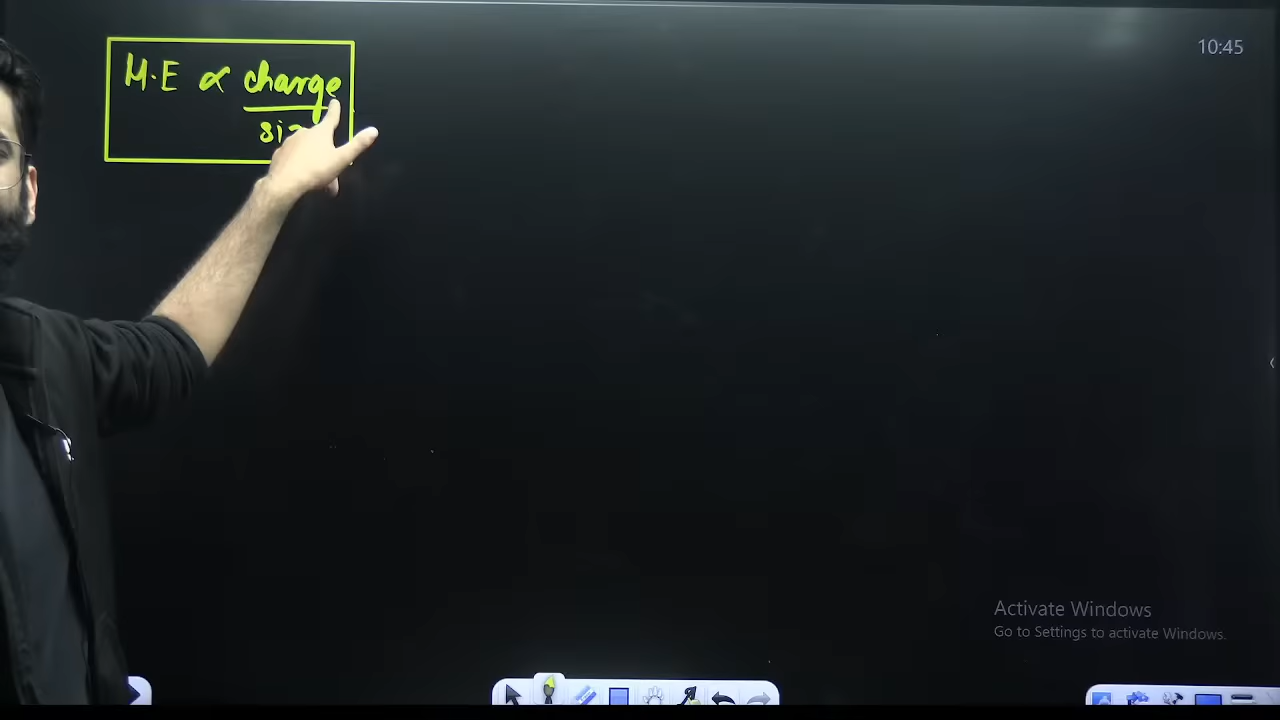 M.E ∝ charge
10:45
Activate Windows
Go to Settings to activate Windows.